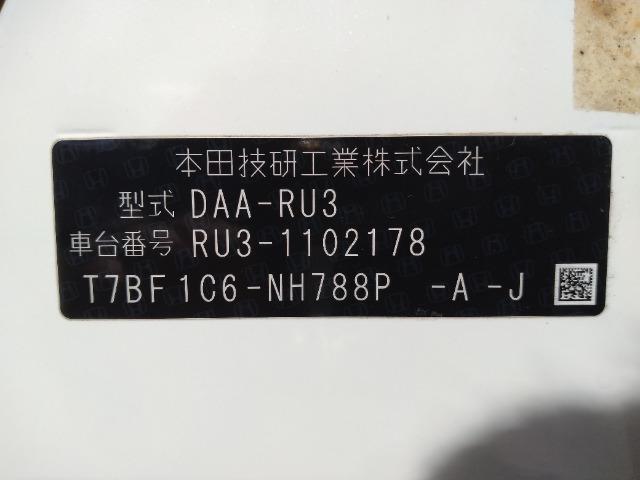 本田技研工業株式会社
型式 DAA-RU3
車台番号 RU3-1102178
T7BF1C6-NH788P -A-J